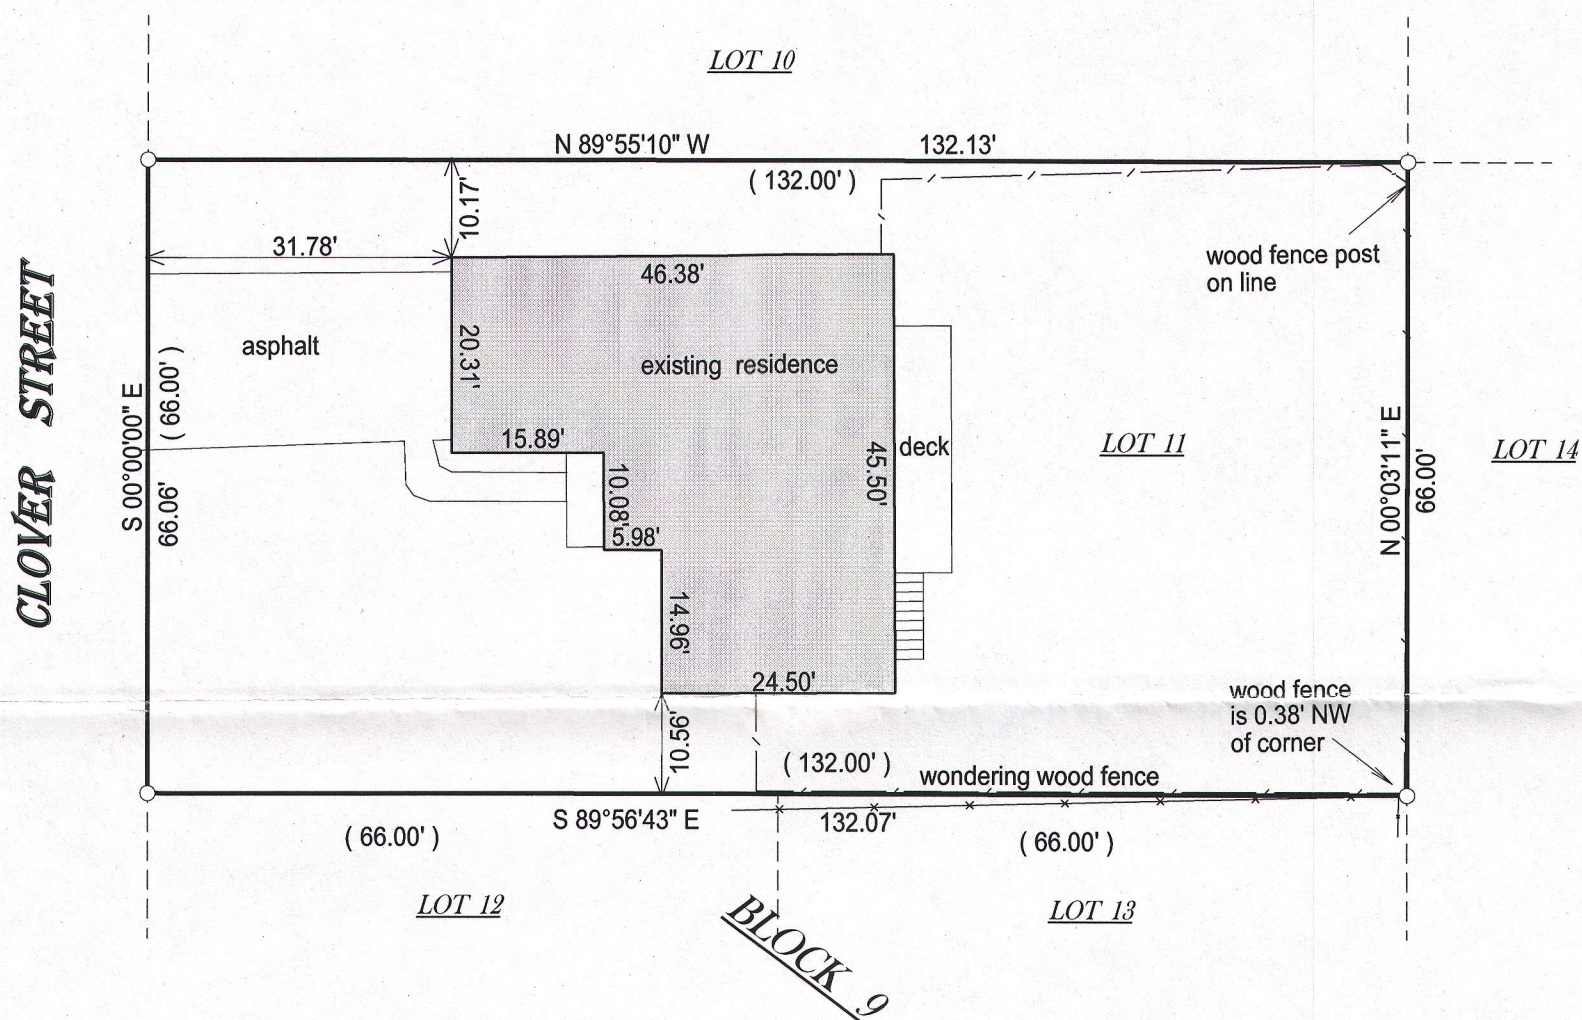 LOT 10
N 89°55'10" W 132.13'
( 132.00' )
10.17'
31.78'
46.38'
wood fence post
on line
CLOVER STREET
asphalt
20.31'
existing residence
S 00°00'00" E
( 66.00' )
66.06'
15.89'
10.08'
5.98'
45.50'
deck
LOT 11
N 00°03'11" E
66.00'
LOT 14
14.96'
24.50'
10.56'
wood fence
is 0.38' NW
of corner
( 132.00' )
wondering wood fence
S 89°56'43" E 132.07'
( 66.00' )
( 66.00' )
LOT 12
BLOCK 9
LOT 13